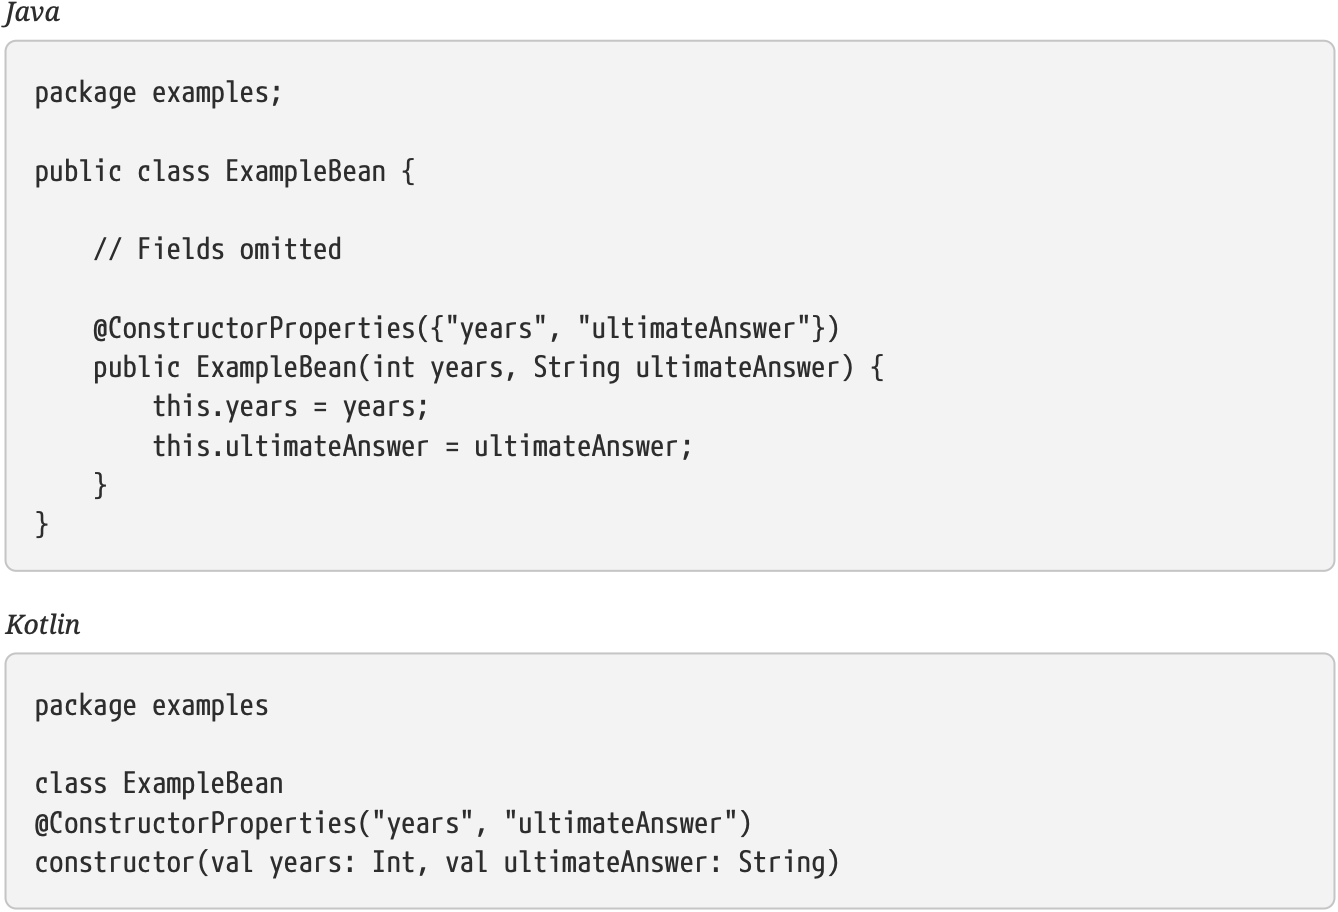 Java
package examples;
public class ExampleBean {
// Fields omitted
@ConstructorProperties({"years", "ultimateAnswer"})
public ExampleBean(int years, String ultimateAnswer) {
this.years = years;
this.ultimateAnswer = ultimateAnswer;
}
}
Kotlin
package examples
class ExampleBean
@ConstructorProperties("years", "ultimateAnswer")
constructor(val years: Int, val ultimateAnswer: String)